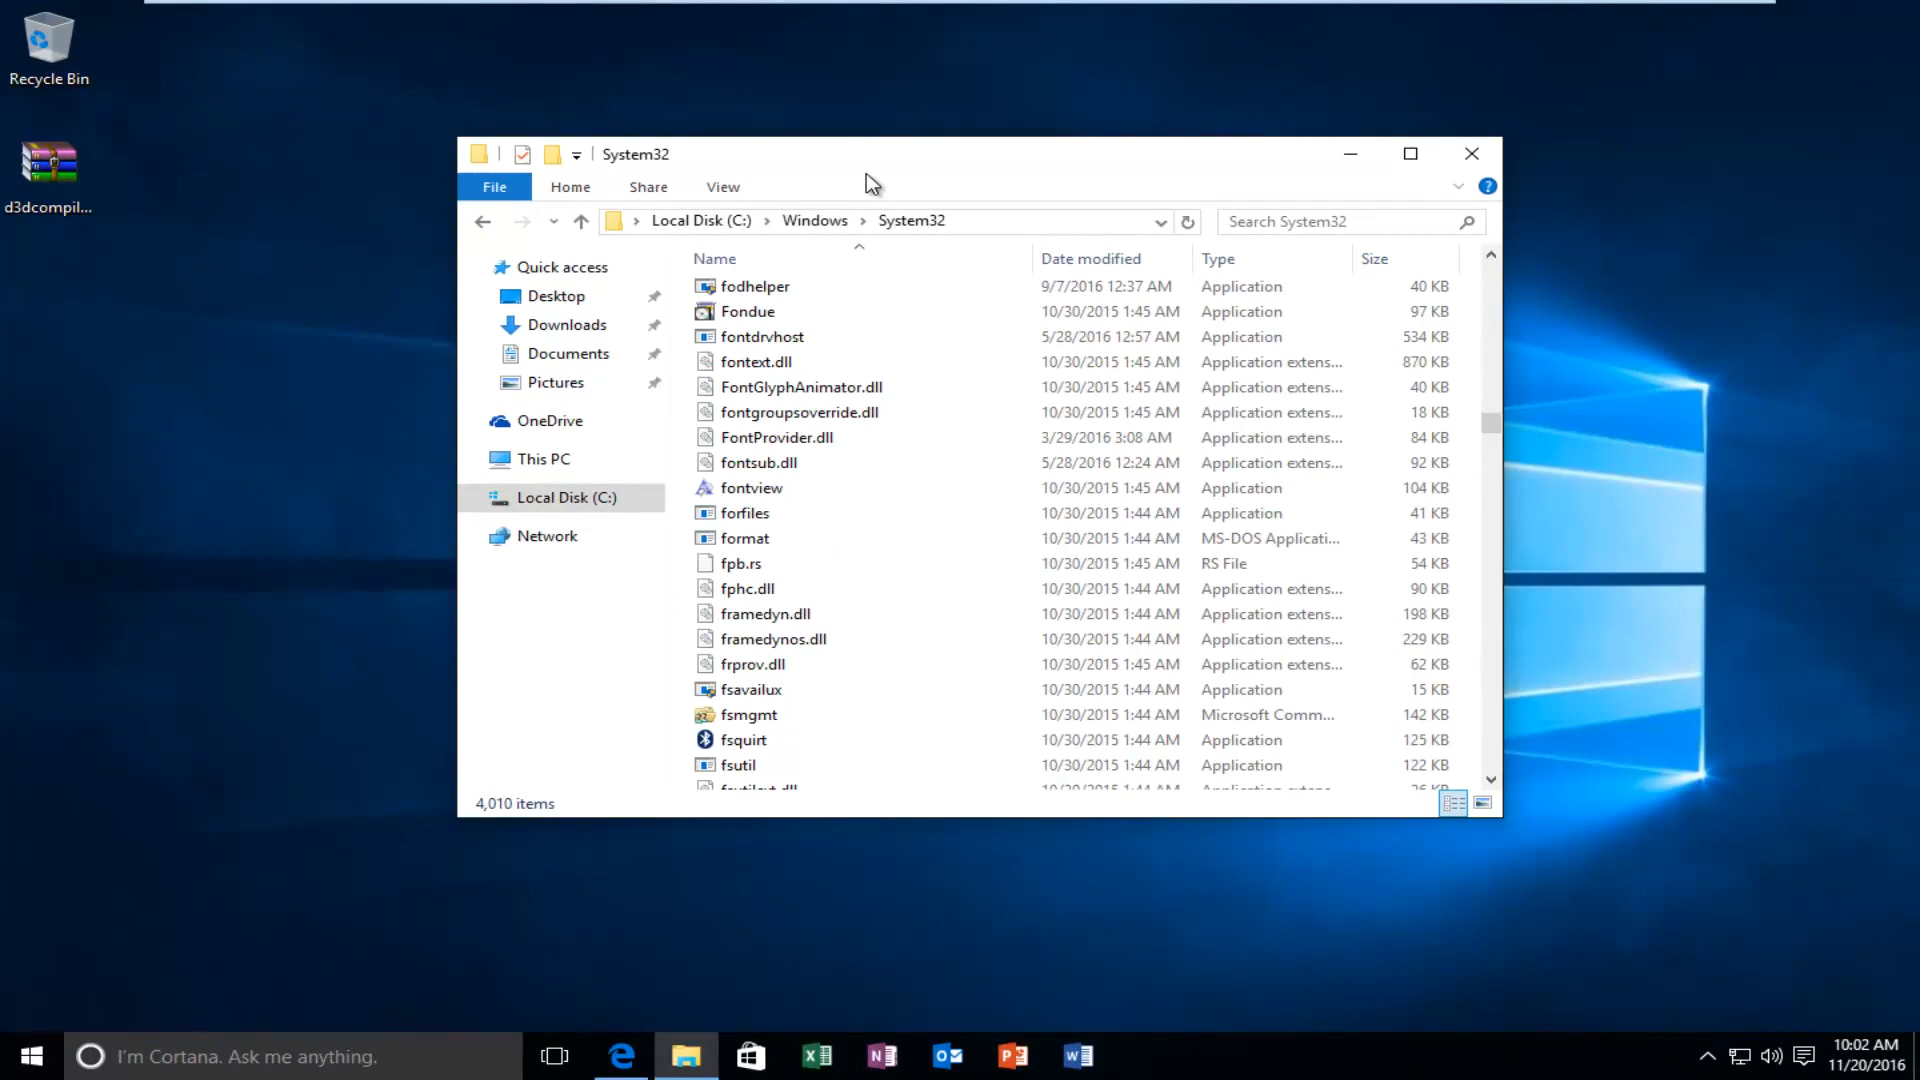 Recycle Bin
d3dcompil...
System32
File Home Share View
Local Disk (C:) Windows System32
Search System32
Quick access
Desktop
Downloads
Documents
Pictures
OneDrive
This PC
Local Disk (C:)
Network
Name Date modified Type Size
fodhelper 9/7/2016 12:37 AM Application 40 KB
Fondue 10/30/2015 1:45 AM Application 97 KB
fontdrvhost 5/28/2016 12:57 AM Application 534 KB
fontext.dll 10/30/2015 1:45 AM Application extens... 870 KB
FontGlyphAnimator.dll 10/30/2015 1:45 AM Application extens... 40 KB
fontgroupsoverride.dll 10/30/2015 1:45 AM Application extens... 18 KB
FontProvider.dll 3/29/2016 3:08 AM Application extens... 84 KB
fontsub.dll 5/28/2016 12:24 AM Application extens... 92 KB
fontview 10/30/2015 1:45 AM Application 104 KB
forfiles 10/30/2015 1:44 AM Application 41 KB
format 10/30/2015 1:44 AM MS-DOS Applicati... 43 KB
fpb.rs 10/30/2015 1:45 AM RS File 54 KB
fphc.dll 10/30/2015 1:44 AM Application extens... 90 KB
framedyn.dll 10/30/2015 1:44 AM Application extens... 198 KB
framedynos.dll 10/30/2015 1:44 AM Application extens... 229 KB
frprov.dll 10/30/2015 1:45 AM Application extens... 62 KB
fsavailux 10/30/2015 1:44 AM Application 15 KB
fsmgmt 10/30/2015 1:44 AM Microsoft Comm... 142 KB
fsquirt 10/30/2015 1:44 AM Application 125 KB
fsutil 10/30/2015 1:44 AM Application 122 KB
4,010 items
I'm Cortana. Ask me anything.
10:02 AM
11/20/2016